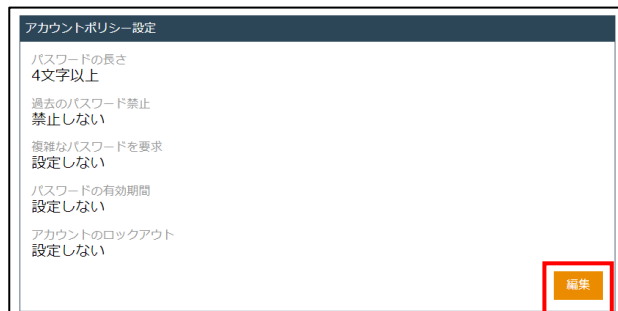 アカウントポリシー設定
パスワードの長さ
4文字以上
過去のパスワード禁止
禁止しない
複雑なパスワードを要求
設定しない
パスワードの有効期間
設定しない
アカウントのロックアウト
設定しない
編集